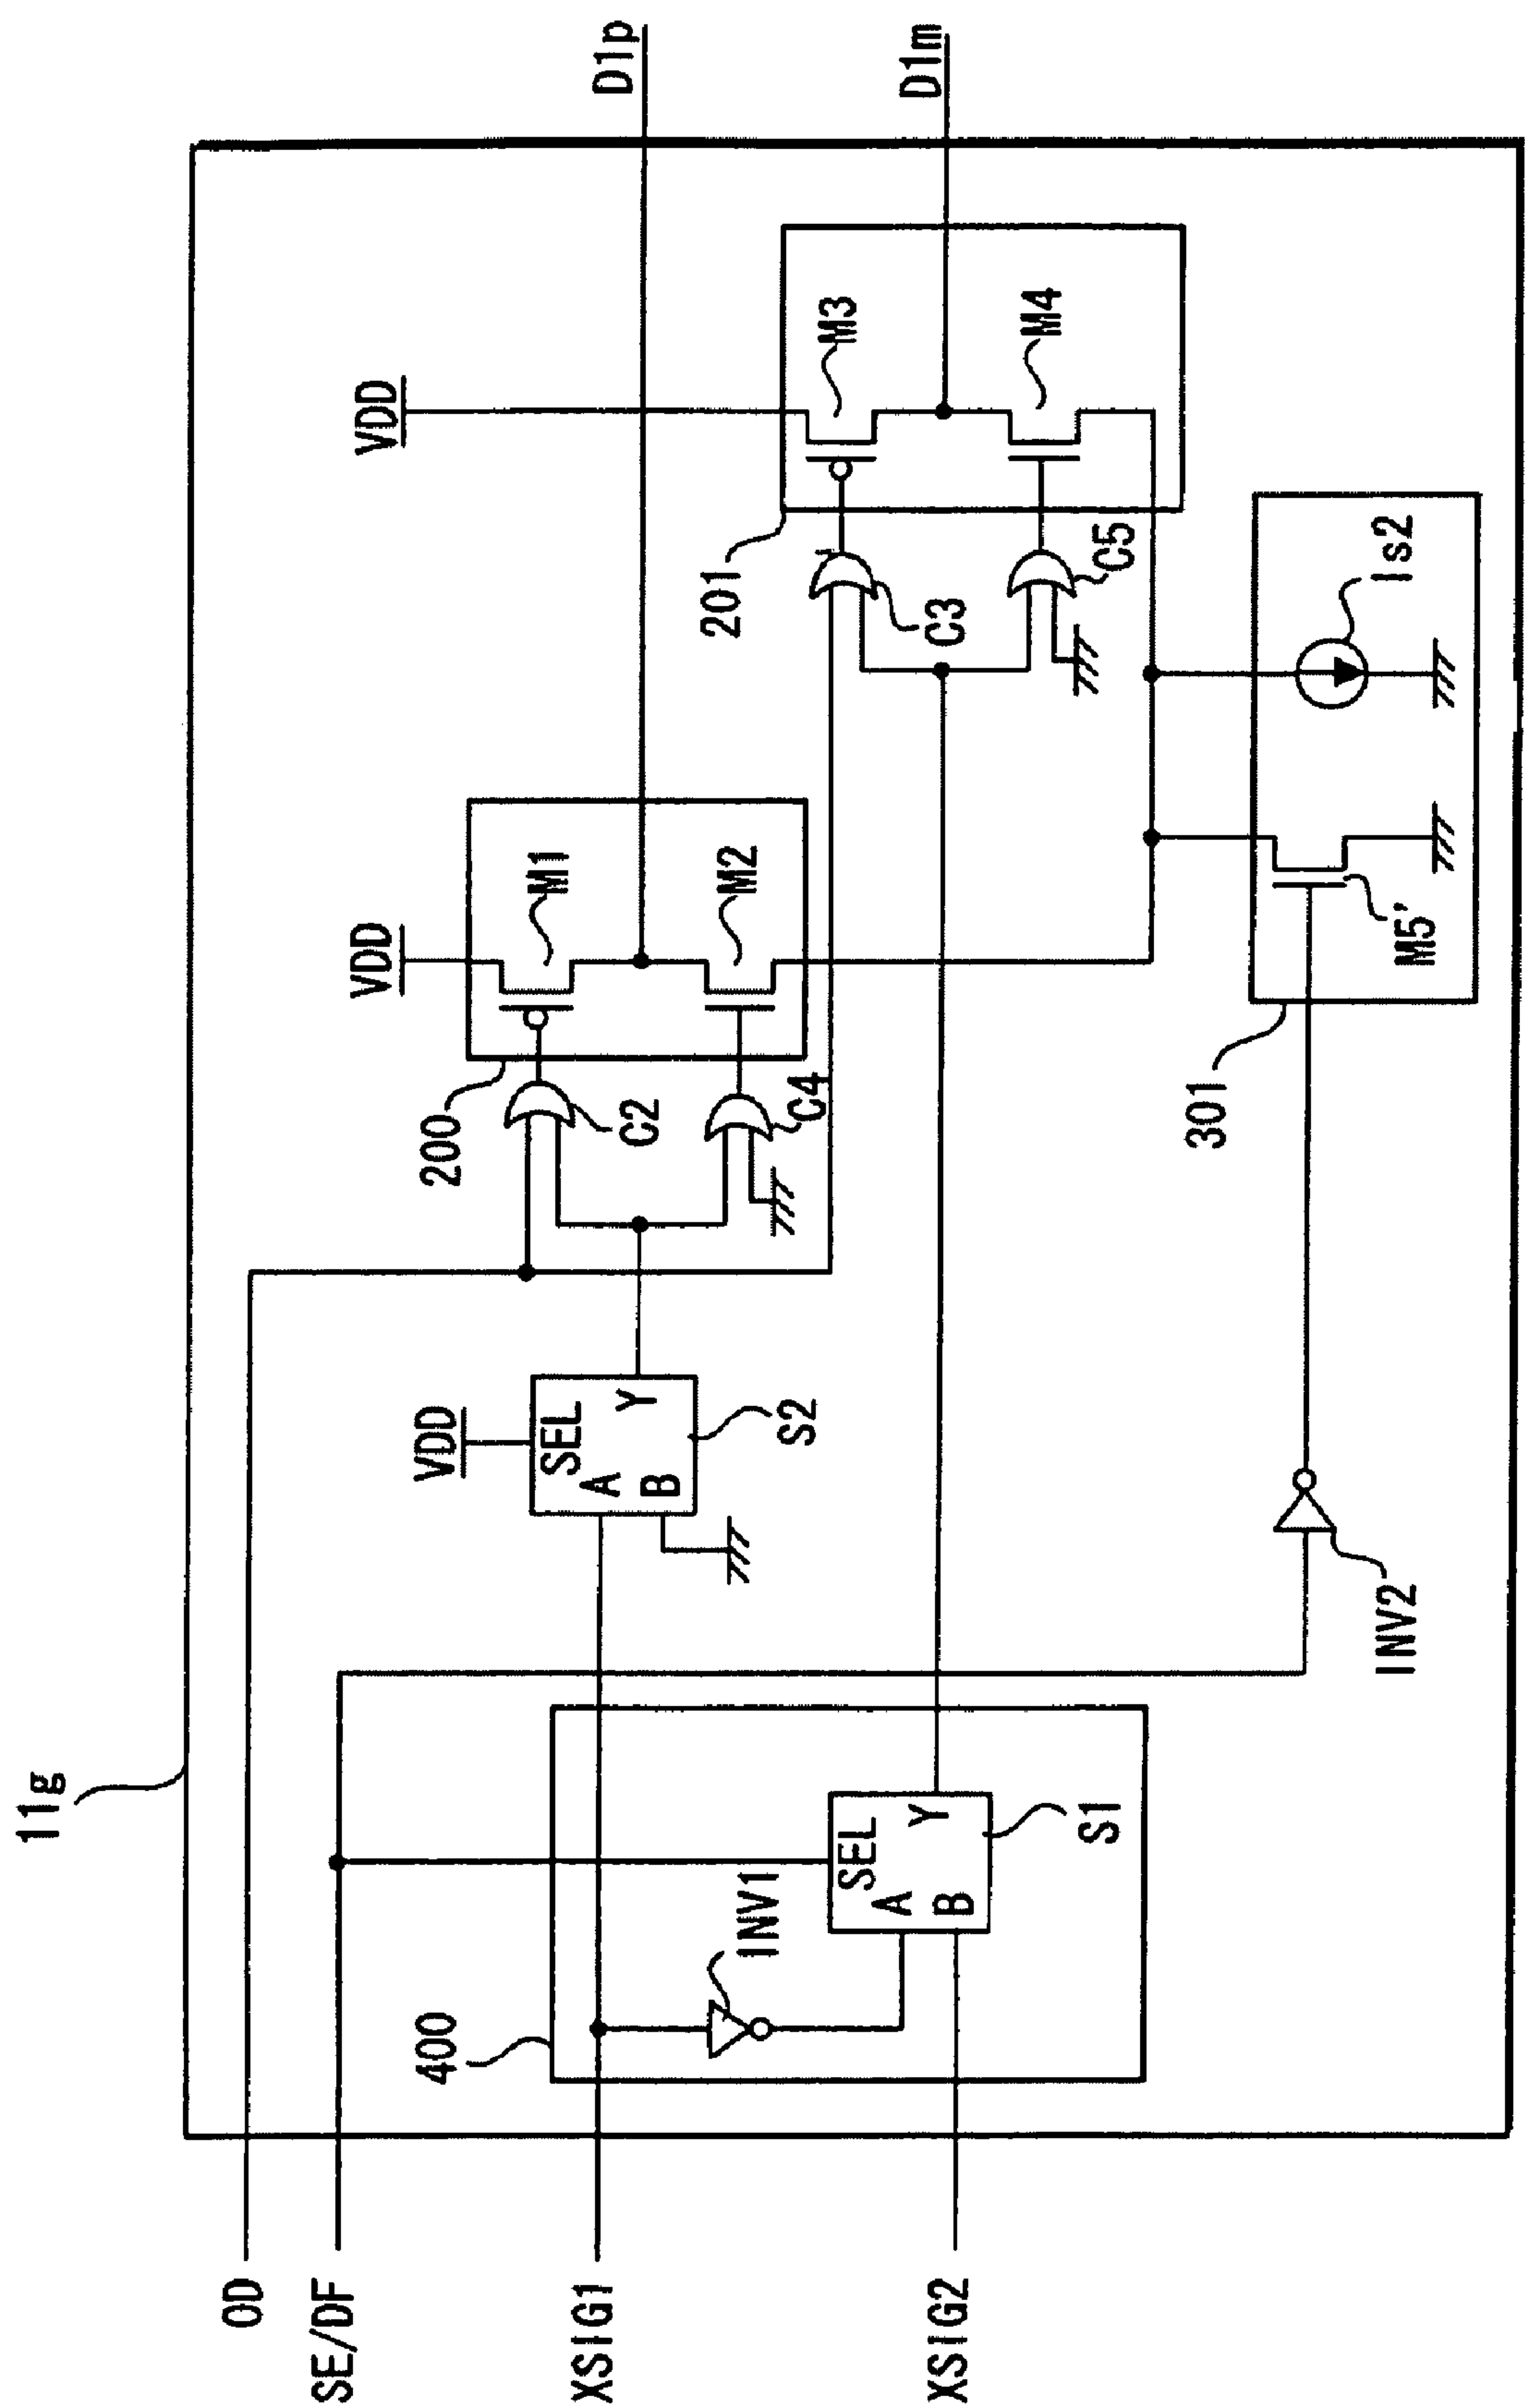 11g
OD
SE/DF
XSIG1
XSIG2
400
INV1
SEL
A
B
Y
S1
INV2
VDD
SEL
A
B
Y
S2
200
C2
C4
VDD
M1
M2
D1p
201
C3
C5
VDD
M3
M4
D1m
301
M5'
Is2